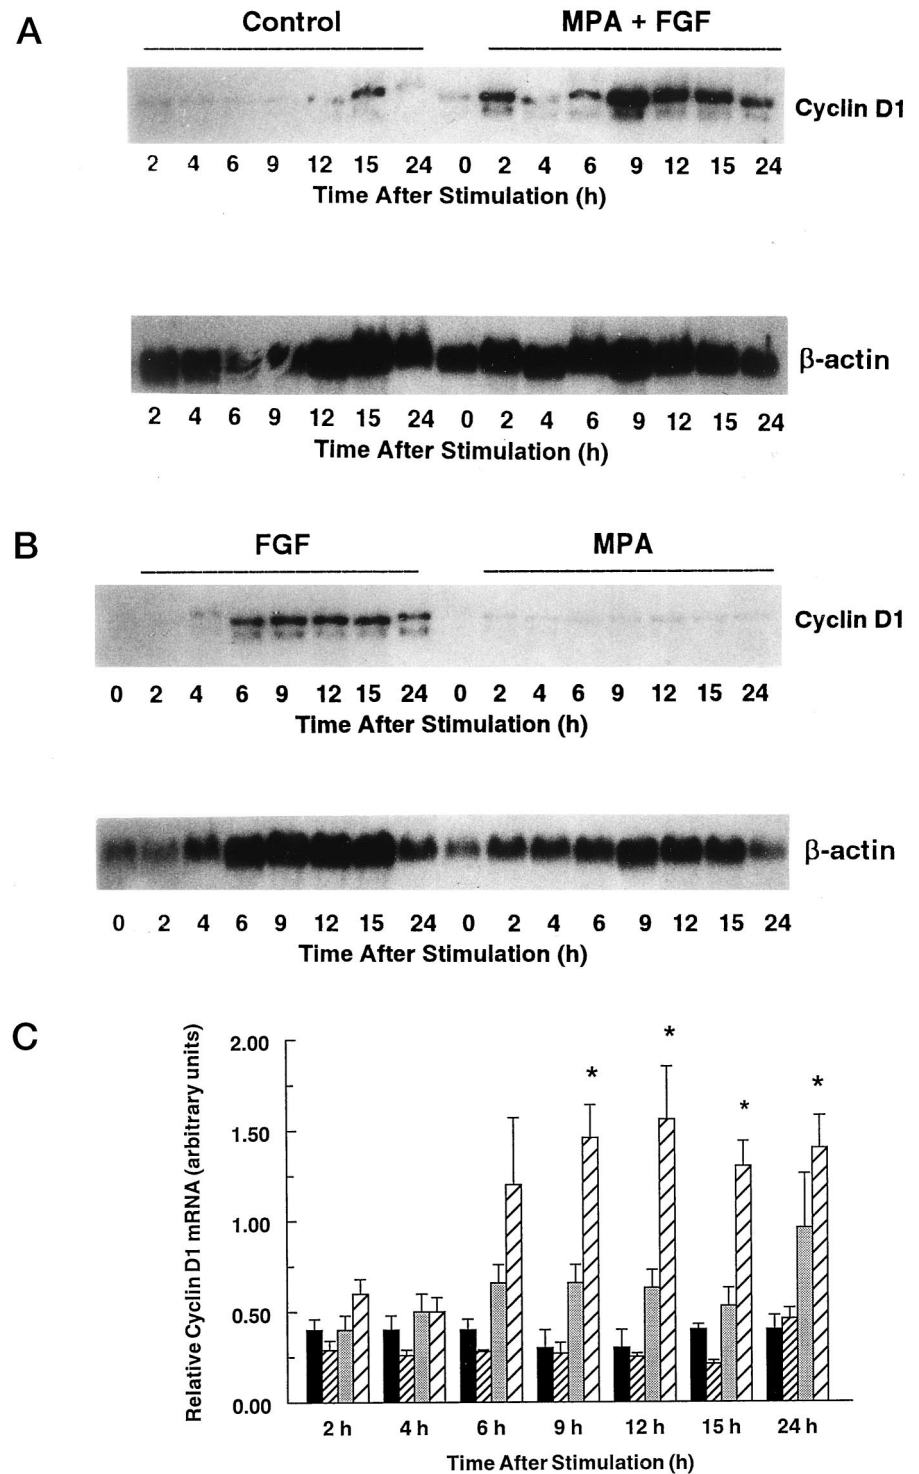 A
Control MPA + FGF
Cyclin D1
2 4 6 9 12 15 24 0 2 4 6 9 12 15 24
Time After Stimulation (h)
β-actin
2 4 6 9 12 15 24 0 2 4 6 9 12 15 24
Time After Stimulation (h)
B
FGF MPA
Cyclin D1
0 2 4 6 9 12 15 24 0 2 4 6 9 12 15 24
Time After Stimulation (h)
β-actin
0 2 4 6 9 12 15 24 0 2 4 6 9 12 15 24
Time After Stimulation (h)
C
Relative Cyclin D1 mRNA (arbitrary units)
2.00
1.50
1.00
0.50
0.00
* * * *
2 h 4 h 6 h 9 h 12 h 15 h 24 h
Time After Stimulation (h)